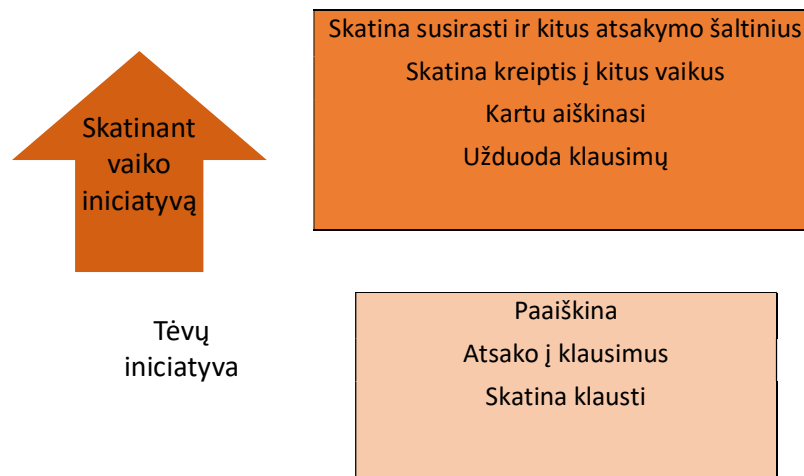 Skatinant
vaiko
iniciatyvą
Skatina susirasti ir kitus atsakymo šaltinius
Skatina kreiptis į kitus vaikus
Kartu aiškinasi
Užduoda klausimų
Tėvų
iniciatyva
Paaiškina
Atsako į klausimus
Skatina klausti